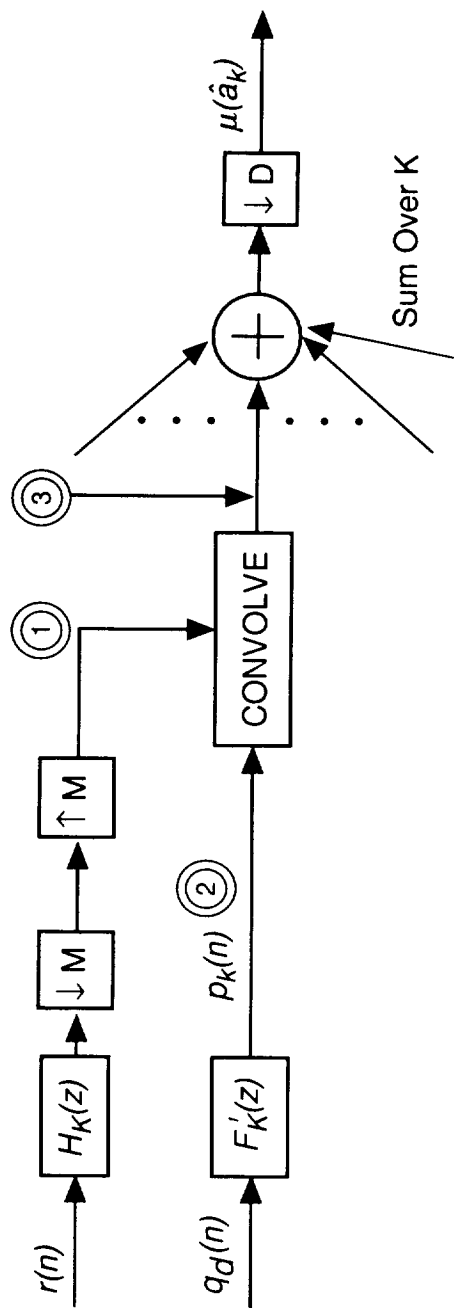 r(n)
H_K(z)
↓ M
↑ M
1
3
q_d(n)
F'_K(z)
p_k(n)
2
CONVOLVE
+
↓ D
μ(â_k)
Sum Over K